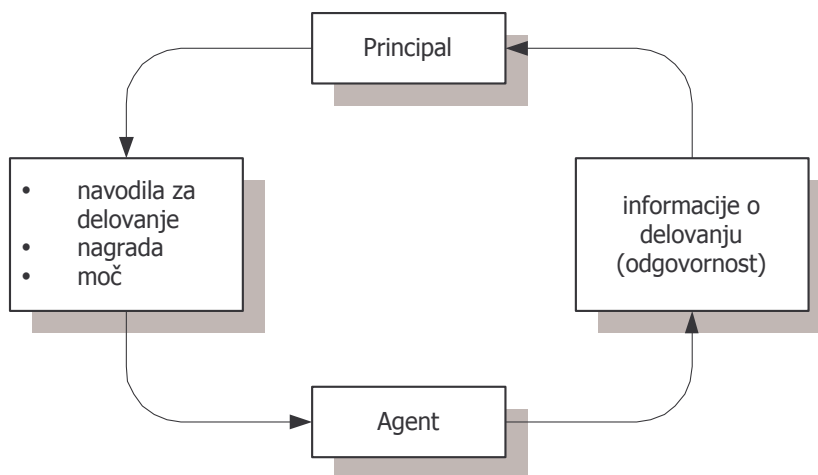 Principal
• navodila za
delovanje
• nagrada
• moč
informacije o
delovanju
(odgovornost)
Agent